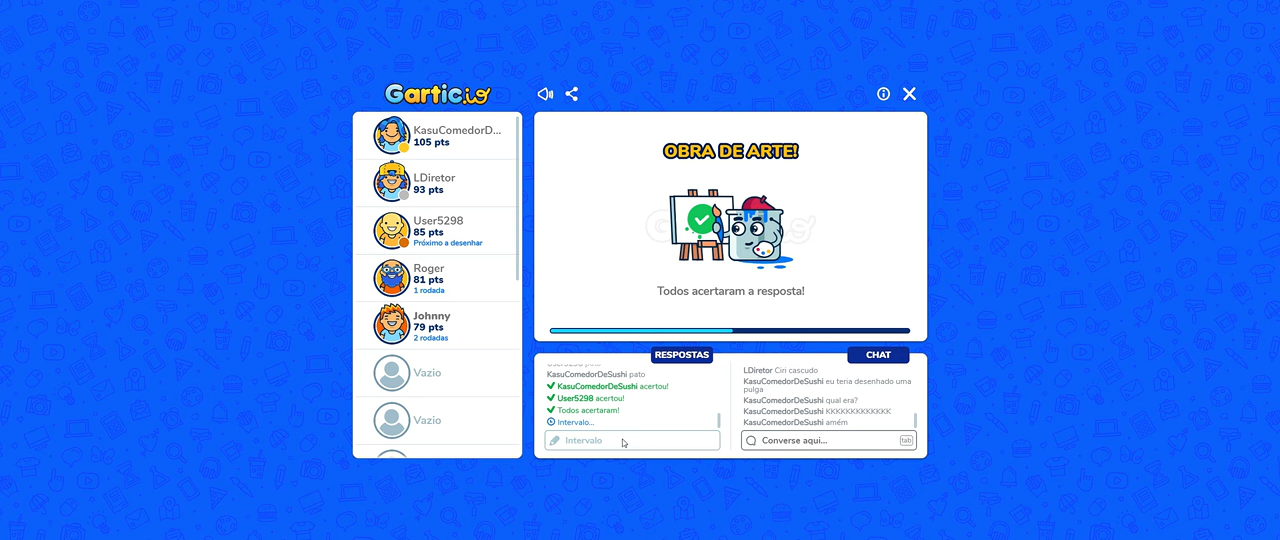 Gartic.io
KasuComedorD...
105 pts
LDiretor
93 pts
User5298
85 pts
Próximo a desenhar
Roger
81 pts
1 rodada
Johnny
79 pts
2 rodadas
Vazio
Vazio
OBRA DE ARTE!
Todos acertaram a resposta!
RESPOSTAS
KasuComedorDeSushi pato
KasuComedorDeSushi acertou!
User5298 acertou!
Todos acertaram!
Intervalo...
Intervalo
CHAT
LDiretor Ciri cascudo
KasuComedorDeSushi eu teria desenhado uma
pulga
KasuComedorDeSushi qual era?
KasuComedorDeSushi KKKKKKKKKKKKK
KasuComedorDeSushi amém
Converse aqui...
tab